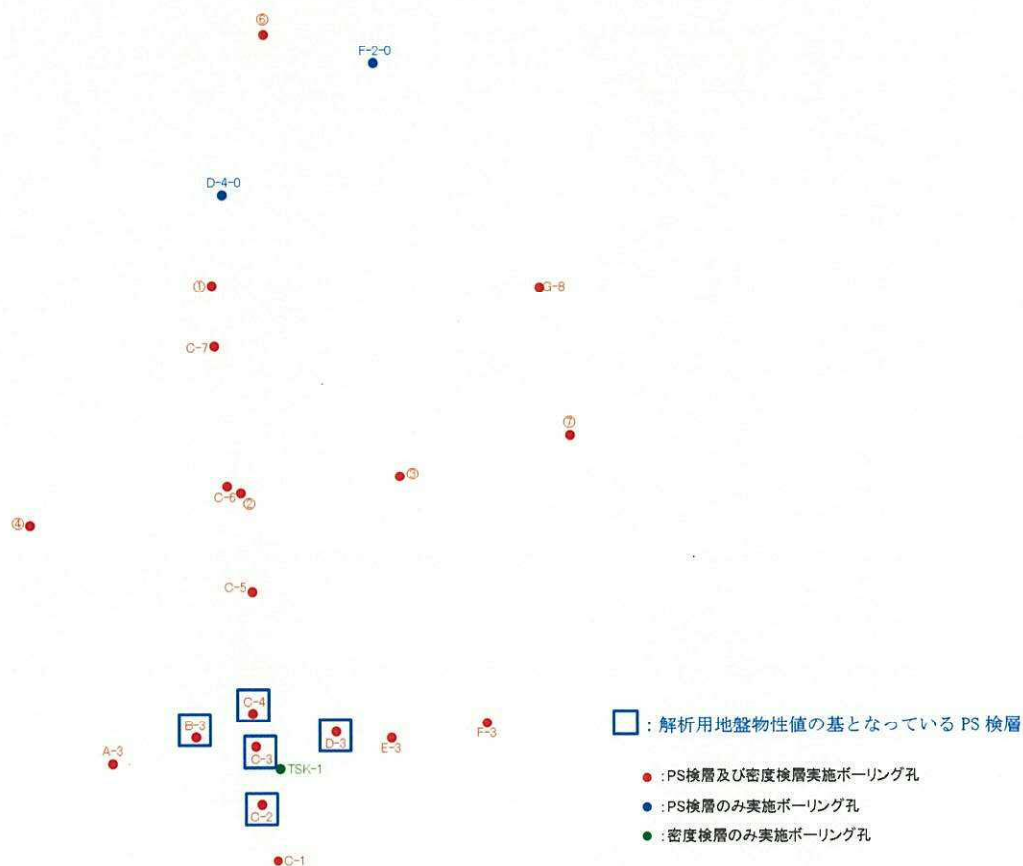 ⑥
F-2-0
D-4-0
①
G-8
C-7
⑦
③
C-6
②
④
C-5
C-4
B-3
D-3
F-3
E-3
A-3
C-3
TSK-1
C-2
C-1
: 解析用地盤物性値の基となっている PS 検層
:PS検層及び密度検層実施ボーリング孔
:PS検層のみ実施ボーリング孔
:密度検層のみ実施ボーリング孔